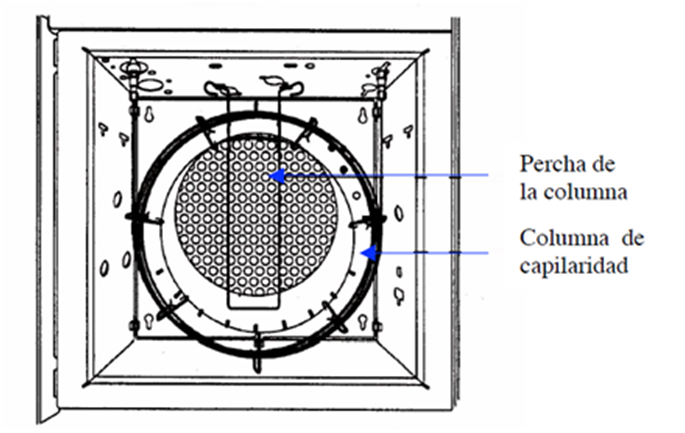 Percha de
la columna
Columna de
capilaridad